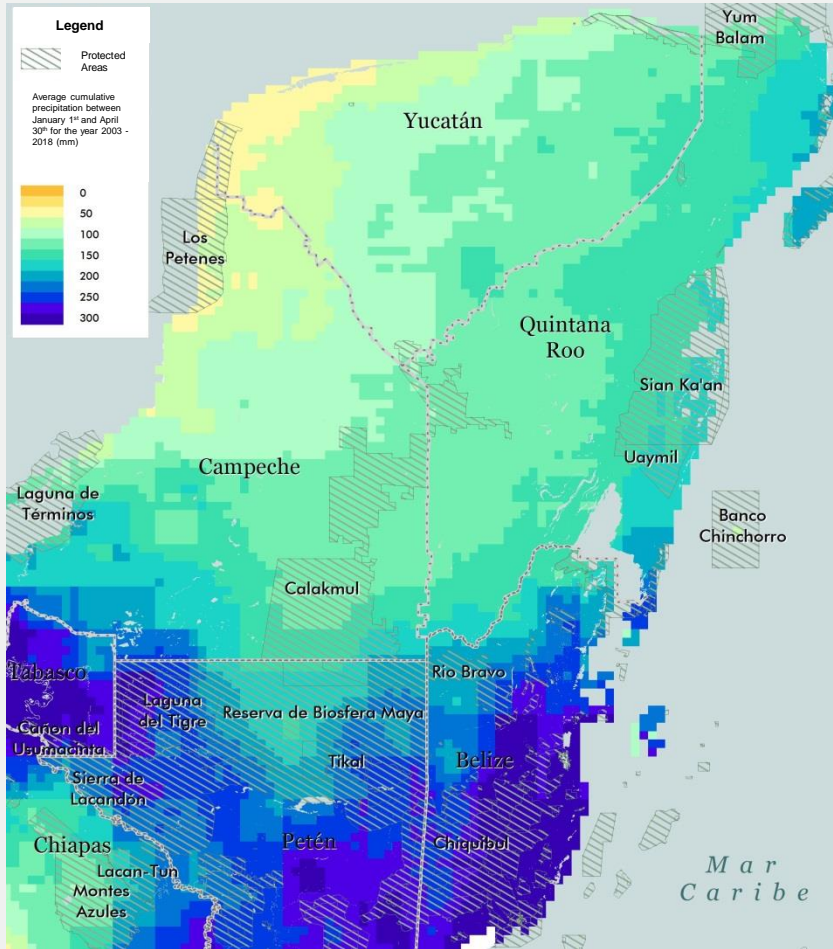 Legend
Protected
Areas
Average cumulative
precipitation between
January 1st and April
30th for the year 2003 -
2018 (mm)
0
50
100
150
200
250
300
Yum
Balam
Yucatán
Los
Petenes
Quintana
Roo
Sian Ka'an
Uaymil
Campeche
Laguna de
Términos
Banco
Chinchorro
Calakmul
Tabasco
Rio Bravo
Laguna
del Tigre
Reserva de Biosfera Maya
Cañon del
Usumacinta
Tikal
Belize
Sierra de
Lacandón
Petén
Chiquibul
Chiapas
Lacan-Tun
Montes
Azules
Mar
Caribe